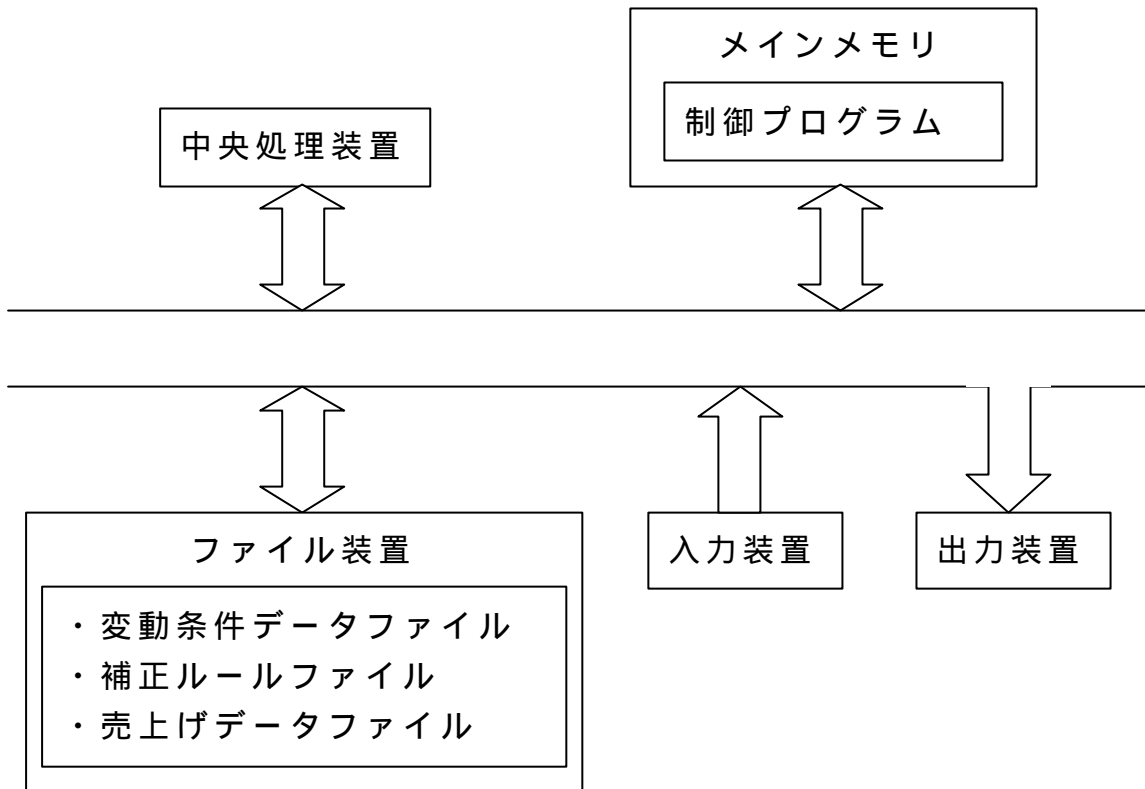 メインメモリ
制御プログラム
中央処理装置
ファイル装置
・変動条件データファイル
・補正ルールファイル
・売上げデータファイル
入力装置
出力装置